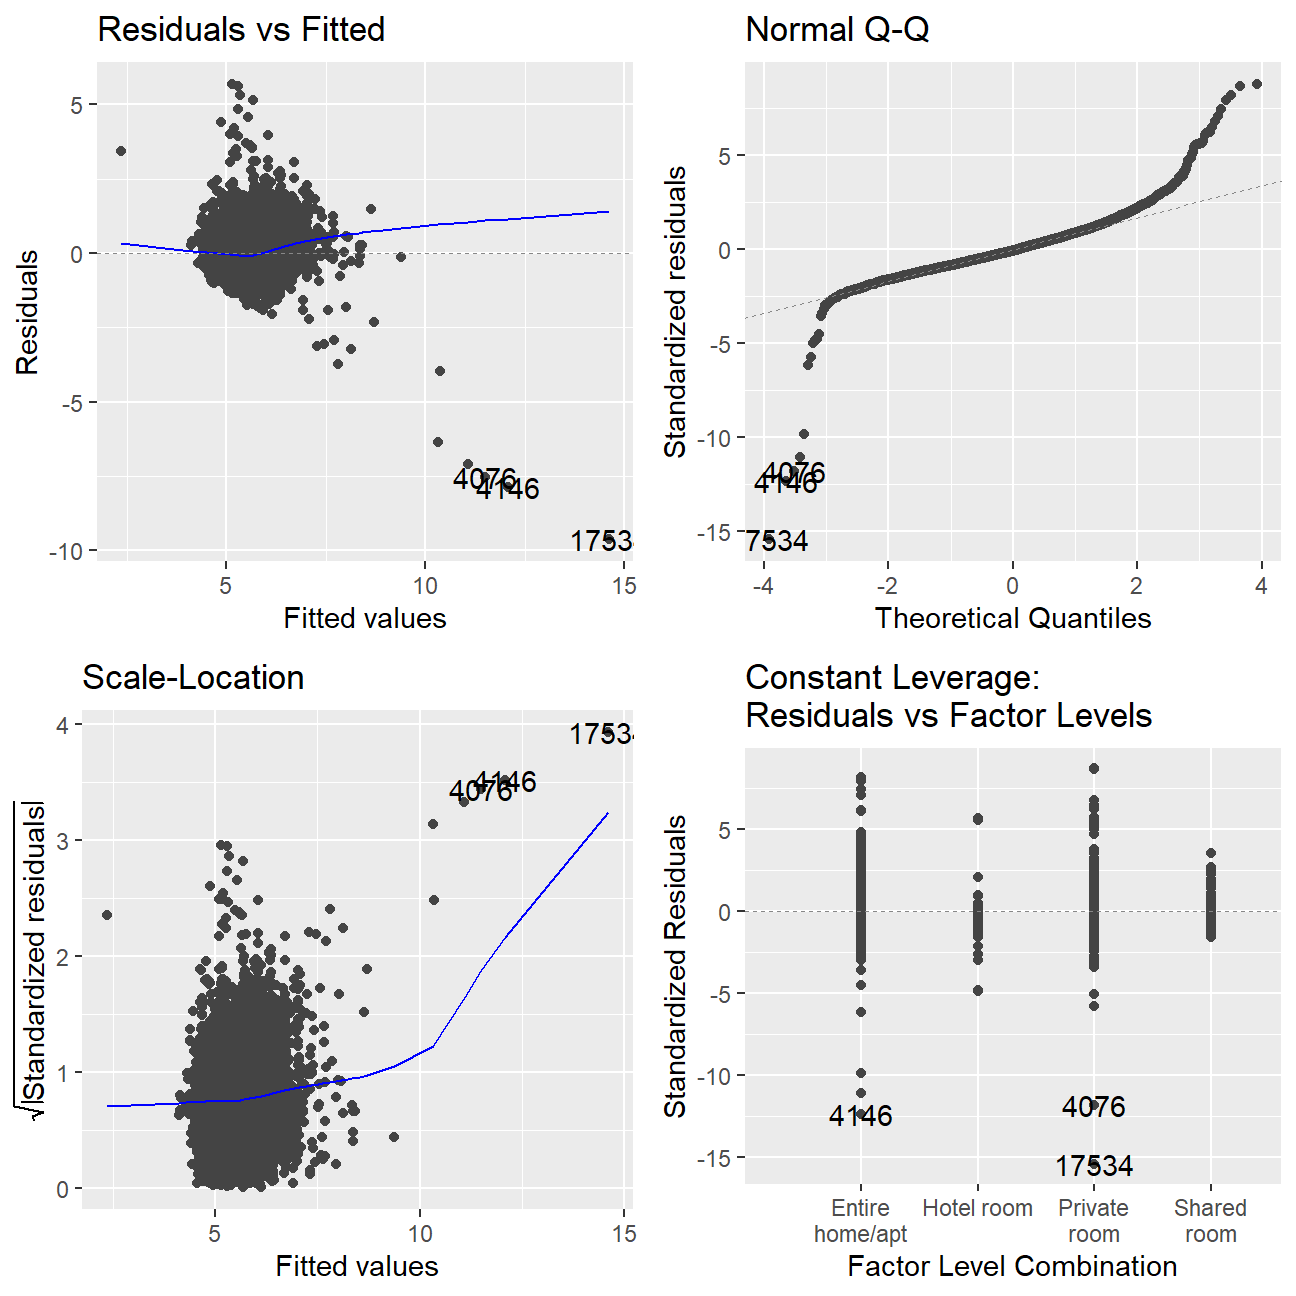 Residuals vs Fitted
5
0
-5
-10
Residuals
4076
4146
1753
5
10
15
Fitted values
Normal Q-Q
5
0
-5
-10
-15
Standardized residuals
4076
4146
7534
-4
-2
0
2
4
Theoretical Quantiles
Scale-Location
4
3
2
1
0
√|Standardized residuals|
1753
4146
4076
5
10
15
Fitted values
Constant Leverage:
Residuals vs Factor Levels
5
0
-5
-10
-15
Standardized Residuals
4146
4076
17534
Entire
home/apt
Hotel room
Private
room
Shared
room
Factor Level Combination